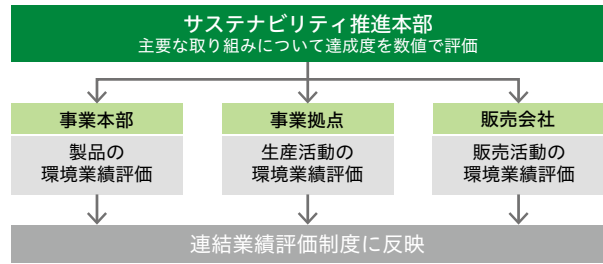 サステナビリティ推進本部
主要な取り組みについて達成度を数値で評価
事業本部
製品の
環境業績評価
事業拠点
生産活動の
環境業績評価
販売会社
販売活動の
環境業績評価
連結業績評価制度に反映